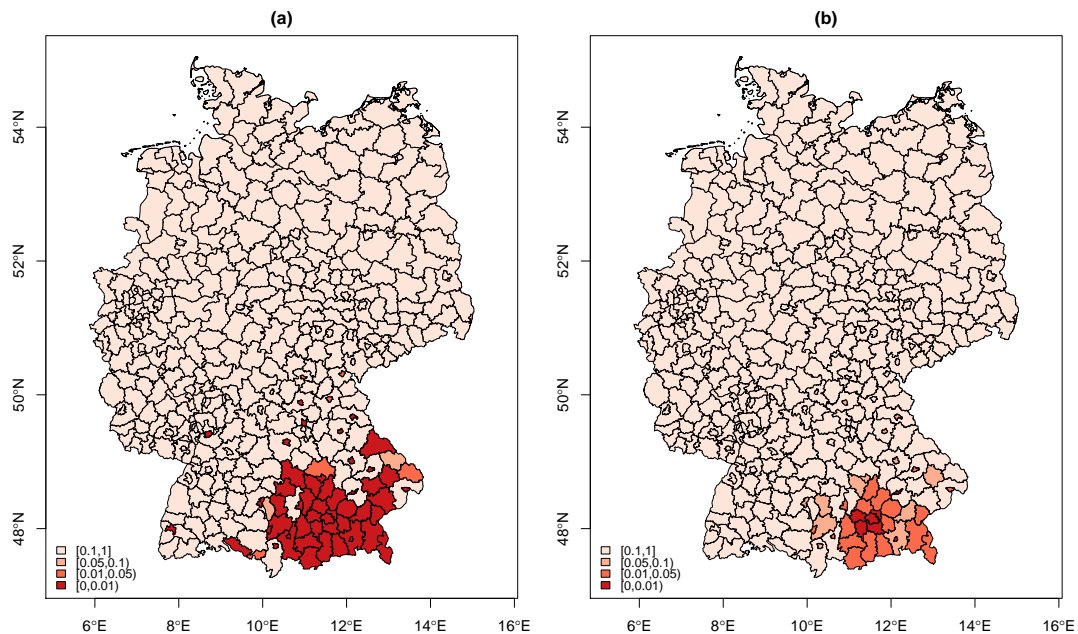 (a)
54°N
52°N
50°N
48°N
[0.1,1]
[0.05,0.1)
[0.01,0.05)
[0,0.01)
6°E 8°E 10°E 12°E 14°E 16°E
(b)
54°N
52°N
50°N
48°N
[0.1,1]
[0.05,0.1)
[0.01,0.05)
[0,0.01)
6°E 8°E 10°E 12°E 14°E 16°E